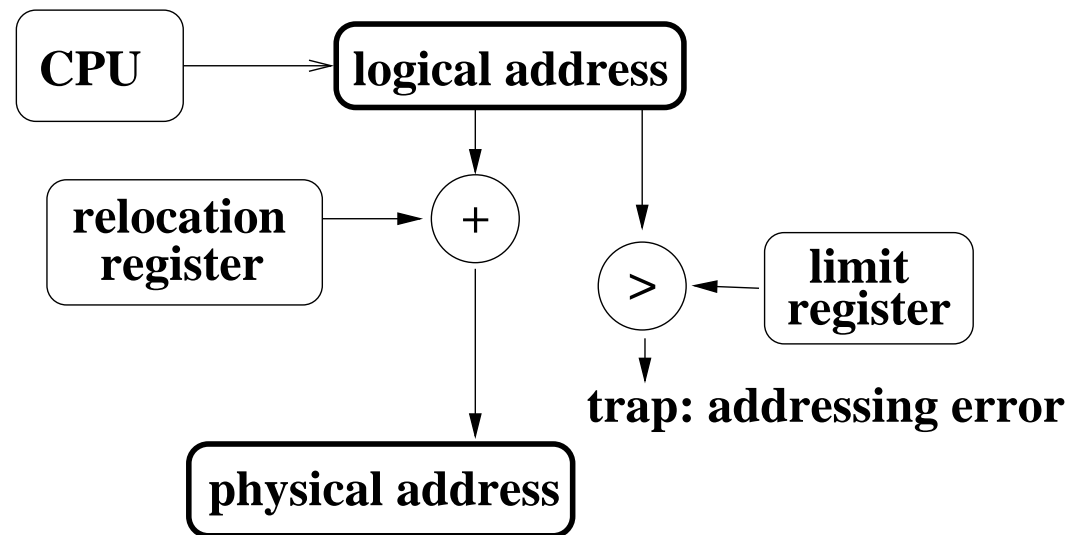 CPU
logical address
relocation
register
+
>
limit
register
trap: addressing error
physical address